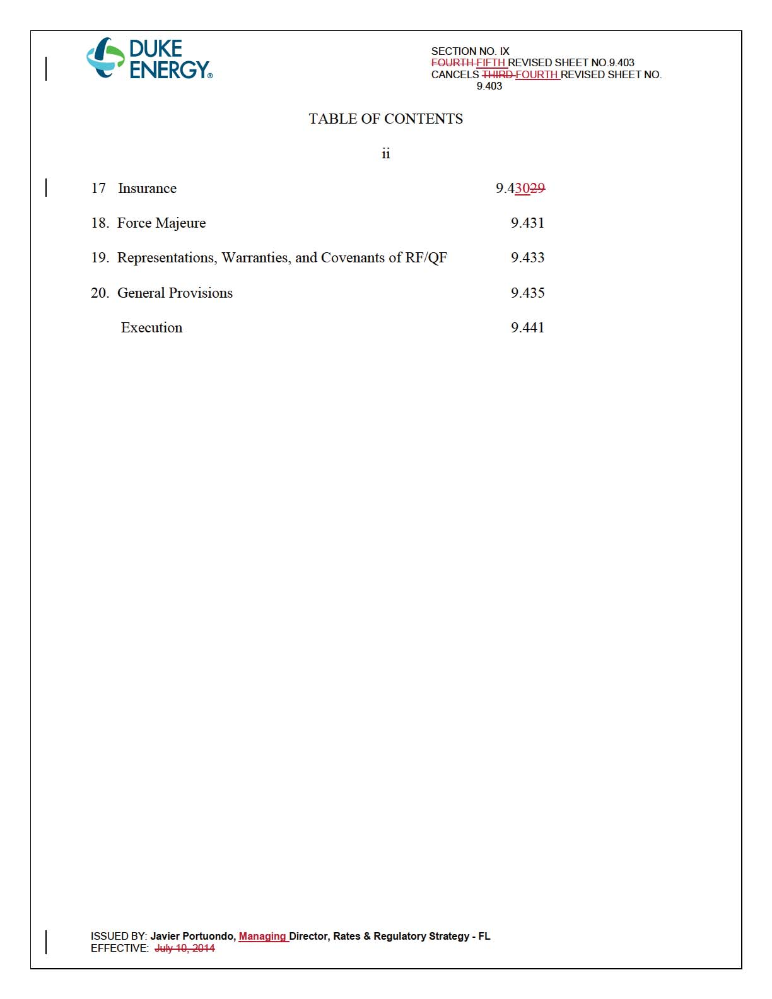 DUKE
ENERGY®
SECTION NO. IX
FOURTH FIFTH REVISED SHEET NO.9.403
CANCELS THIRD FOURTH REVISED SHEET NO.
9.403
TABLE OF CONTENTS
ii
17 Insurance 9.43029
18. Force Majeure 9.431
19. Representations, Warranties, and Covenants of RF/QF 9.433
20. General Provisions 9.435
Execution 9.441
ISSUED BY: Javier Portuondo, Managing Director, Rates & Regulatory Strategy - FL
EFFECTIVE: July 10, 2014